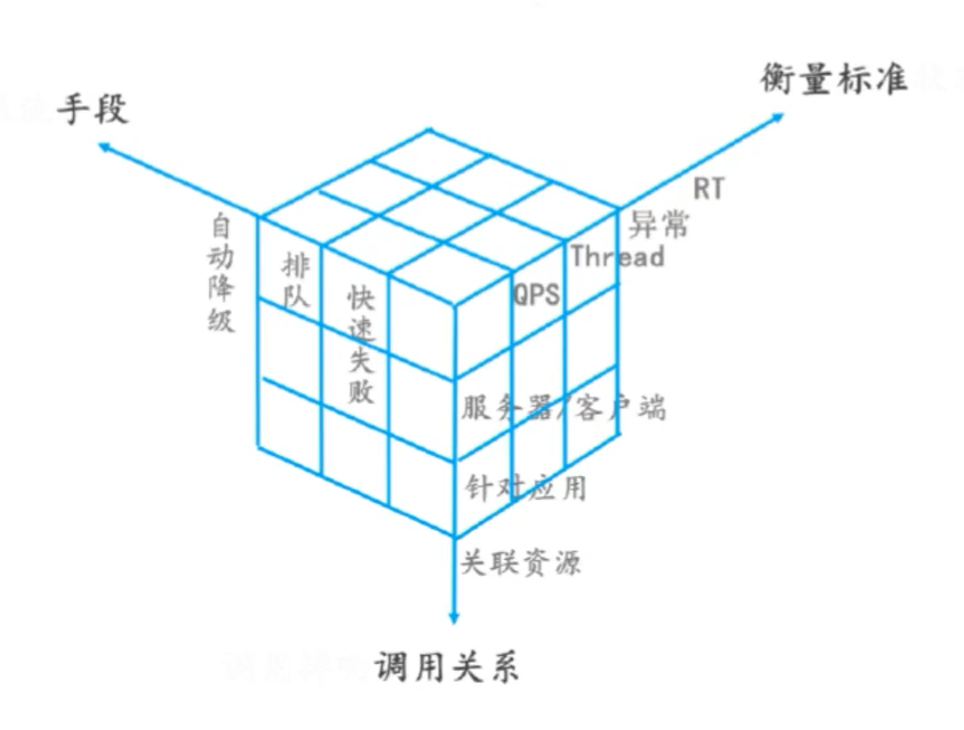 衡量标准
手段
RT
异常
自动降级
排队
Thread
快速失败
QPS
服务器/客户端
针对应用
关联资源
调用关系